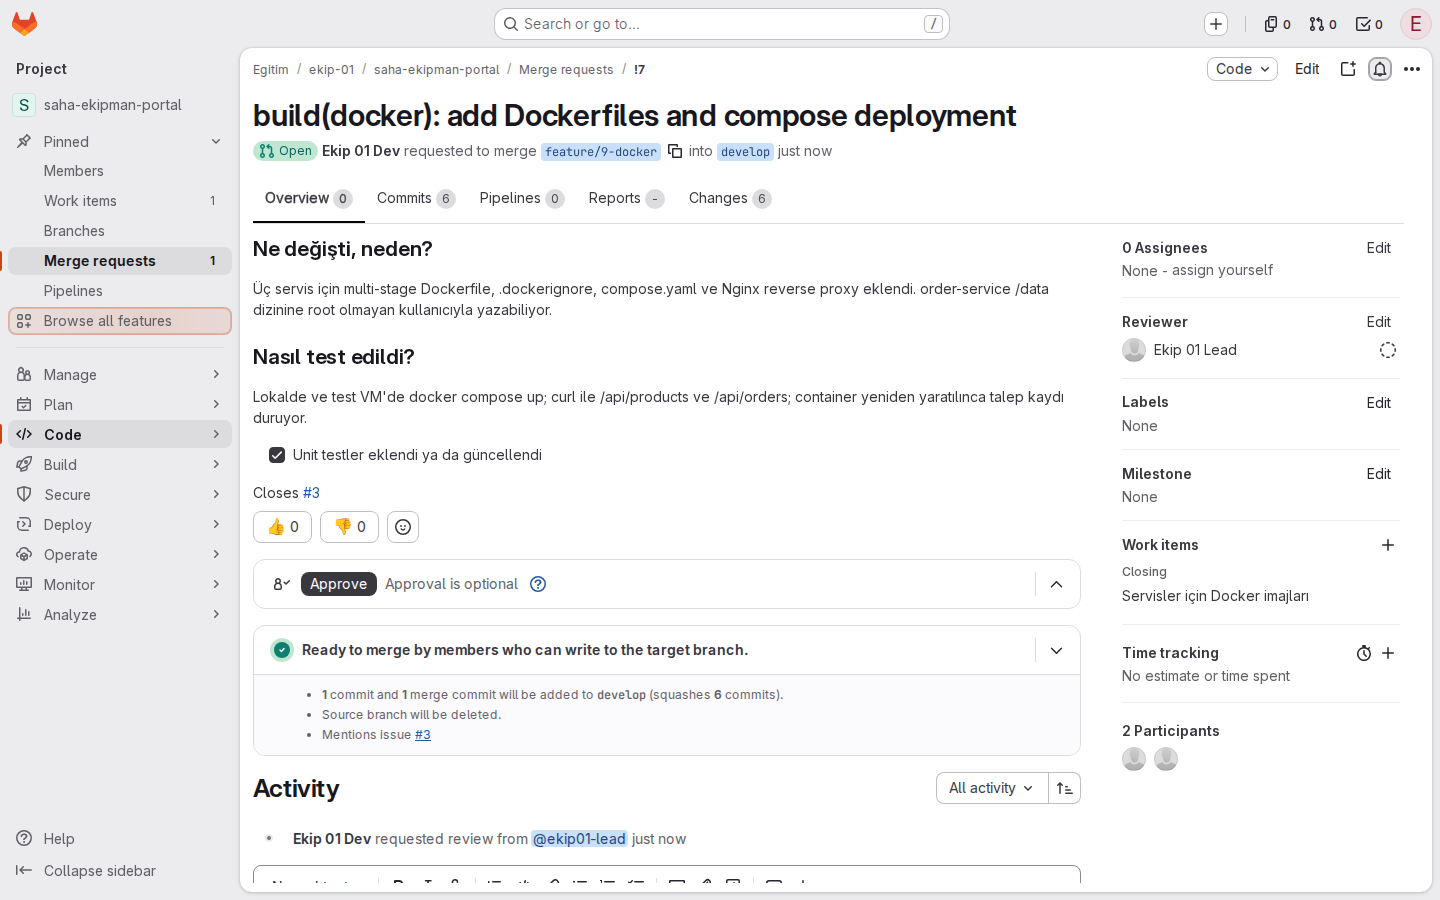 Search or go to...
/
0
0
0
E
Project
S
saha-ekipman-portal
Pinned
Members
Work items
1
Branches
Merge requests
1
Pipelines
Browse all features
Manage
Plan
Code
Build
Secure
Deploy
Operate
Monitor
Analyze
Help
Collapse sidebar
Egitim / ekip-01 / saha-ekipman-portal / Merge requests / !7
Code
Edit
build(docker): add Dockerfiles and compose deployment
Open Ekip 01 Dev requested to merge feature/9-docker into develop just now
Overview 0
Commits 6
Pipelines 0
Reports -
Changes 6
Ne değişti, neden?
Üç servis için multi-stage Dockerfile, .dockerignore, compose.yaml ve Nginx reverse proxy eklendi. order-service /data
dizinine root olmayan kullanıcıyla yazabiliyor.
Nasıl test edildi?
Lokalde ve test VM'de docker compose up; curl ile /api/products ve /api/orders; container yeniden yaratılınca talep kaydı
duruyor.
Unit testler eklendi ya da güncellendi
Closes #3
👍 0
👎 0
Approve Approval is optional
Ready to merge by members who can write to the target branch.
1 commit and 1 merge commit will be added to develop (squashes 6 commits).
Source branch will be deleted.
Mentions issue #3
Activity
All activity
Ekip 01 Dev requested review from @ekip01-lead just now
0 Assignees
Edit
None - assign yourself
Reviewer
Edit
Ekip 01 Lead
Labels
Edit
None
Milestone
Edit
None
Work items
Closing
Servisler için Docker imajları
Time tracking
No estimate or time spent
2 Participants